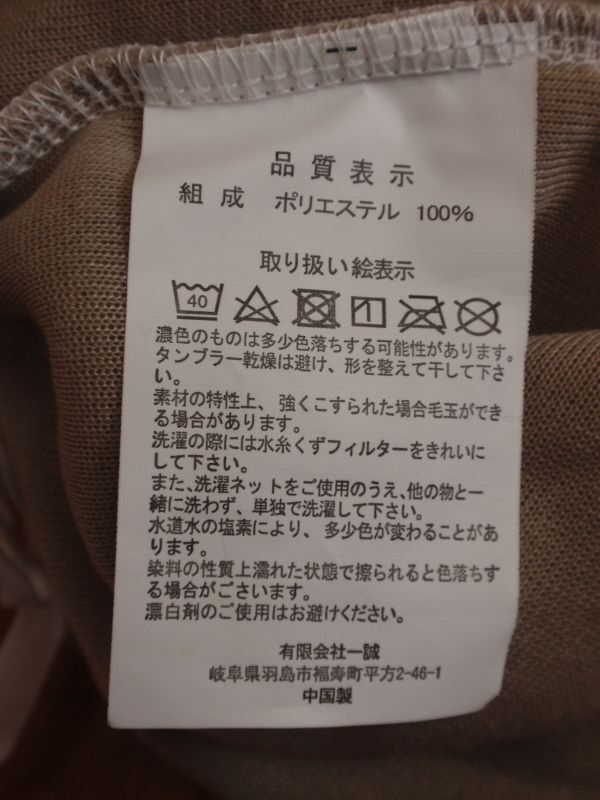 品質表示
組成 ポリエステル 100%
取り扱い絵表示
40
濃色のものは多少色落ちする可能性があります。
タンブラー乾燥は避け、形を整えて干して下さ
い。
素材の特性上、強くこすられた場合毛玉ができ
る場合があります。
洗濯の際には水糸くずフィルターをきれいに
して下さい。
また、洗濯ネットをご使用のうえ、他の物と一
緒に洗わず、単独で洗濯して下さい。
水道水の塩素により、多少色が変わることがあ
ります。
染料の性質上濡れた状態で擦られると色落ちす
る場合がごさいます。
漂白剤のご使用はお避けください。
有限会社一誠
岐阜県羽島市福寿町平方2-46-1
中国製